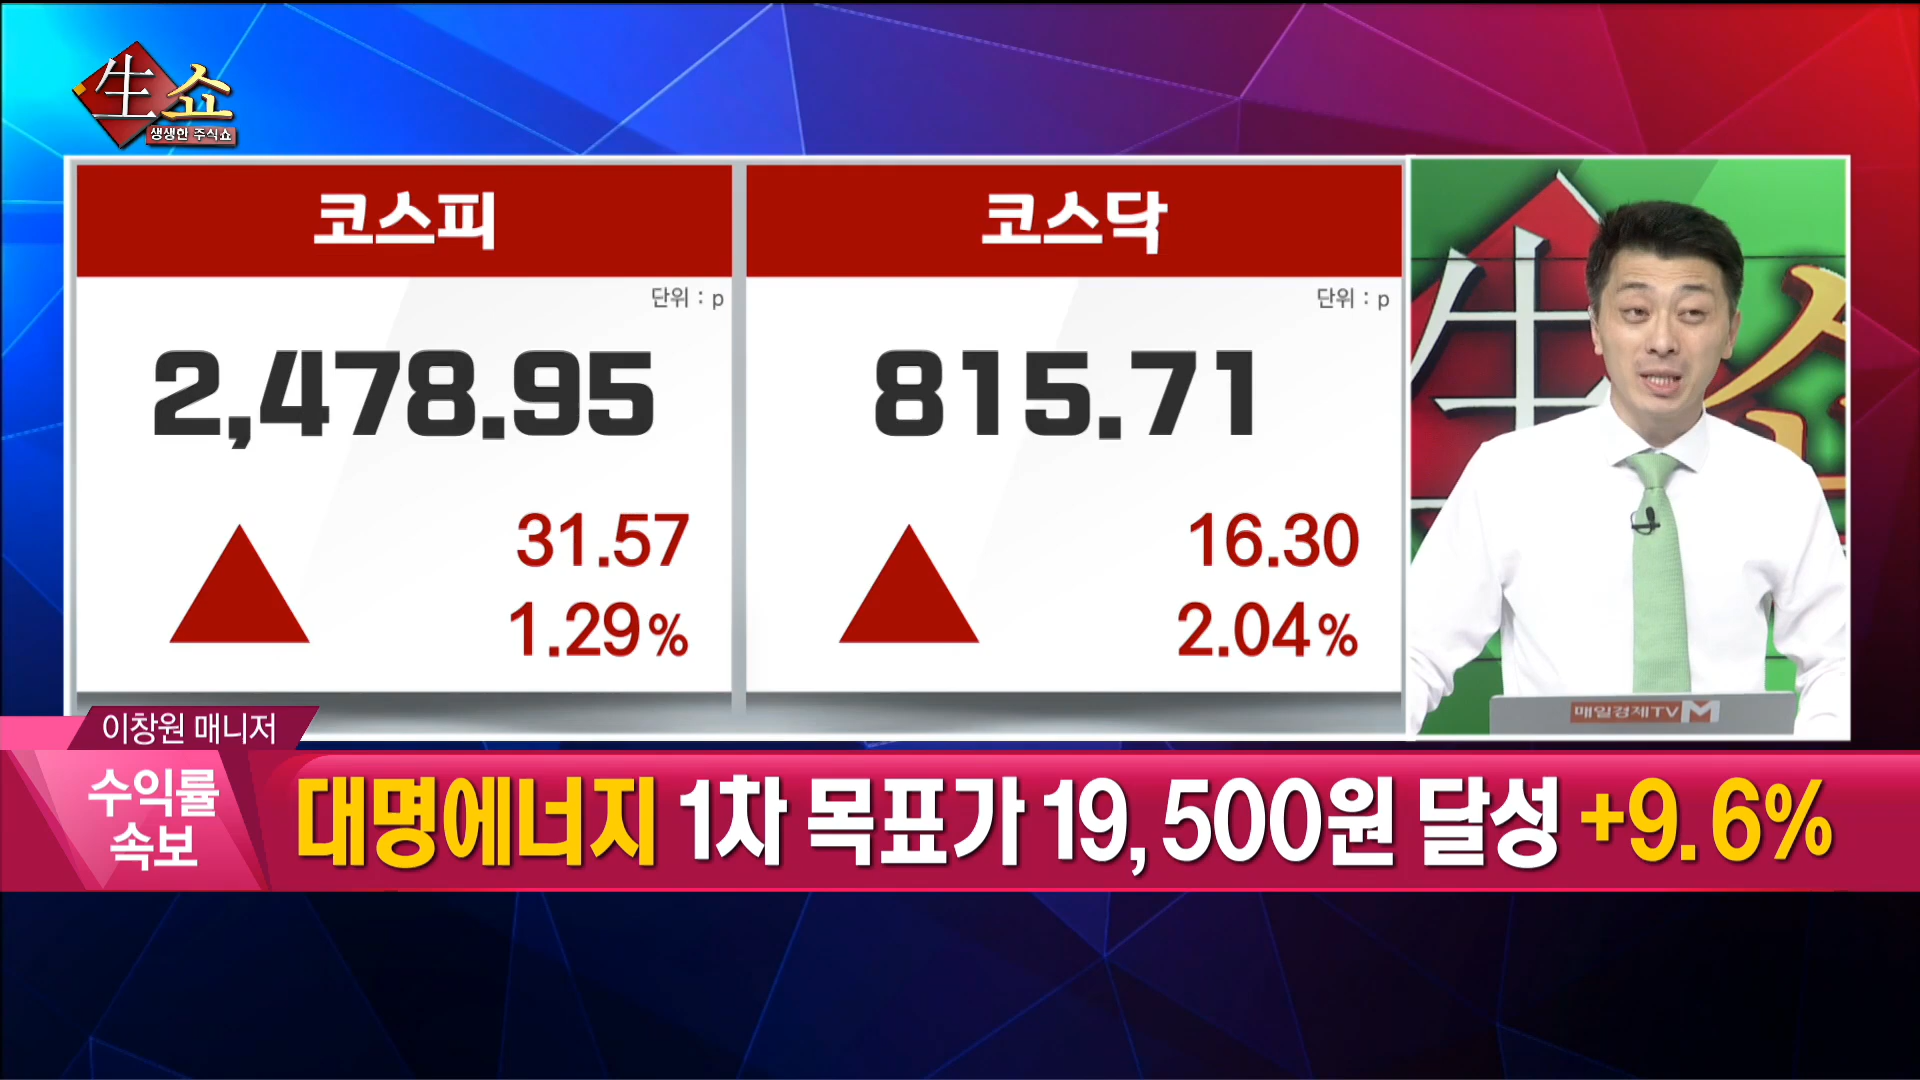 生쇼
생생한 주식쇼
코스피
단위 : p
2,478.95
▲ 31.57
1.29%
코스닥
단위 : p
815.71
▲ 16.30
2.04%
生쇼
매일경제TV M
이창원 매니저
수익률
속보
대명에너지 1차 목표가 19,500원 달성 +9.6%